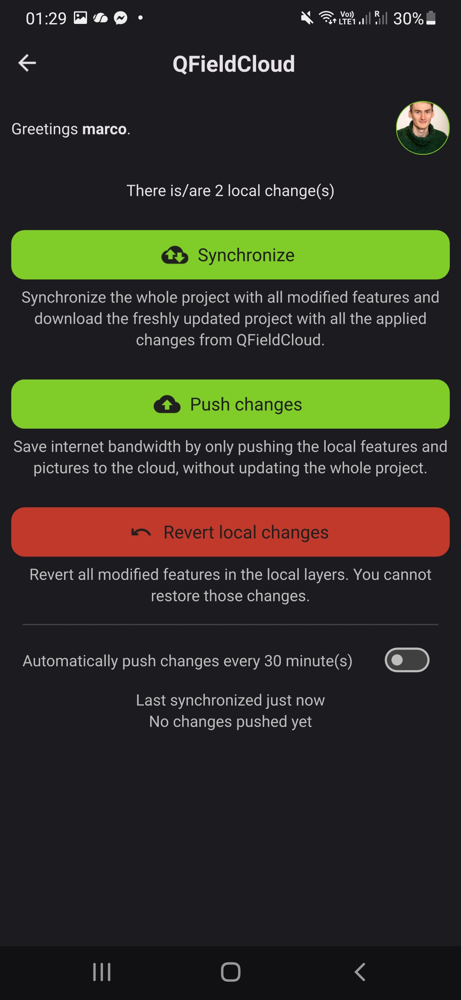 01:29
Vo)) LTE1 R 30%
QFieldCloud
Greetings marco.
There is/are 2 local change(s)
Synchronize
Synchronize the whole project with all modified features and
download the freshly updated project with all the applied
changes from QFieldCloud.
Push changes
Save internet bandwidth by only pushing the local features and
pictures to the cloud, without updating the whole project.
Revert local changes
Revert all modified features in the local layers. You cannot
restore those changes.
Automatically push changes every 30 minute(s)
Last synchronized just now
No changes pushed yet